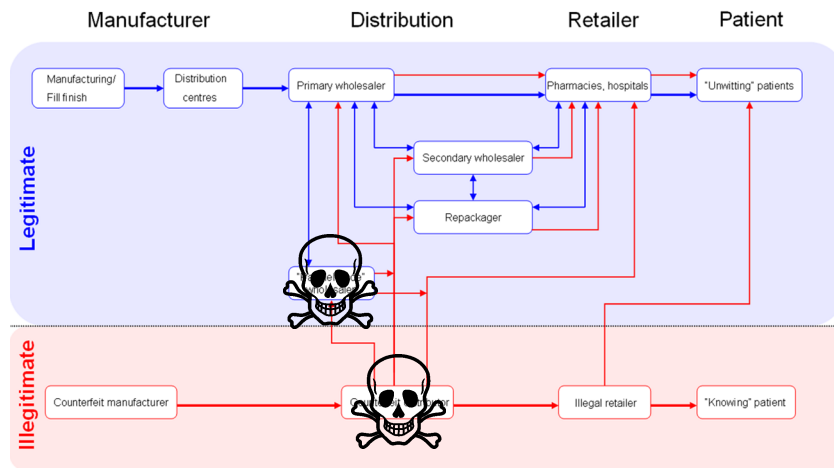 Manufacturer
Distribution
Retailer
Patient
Legitimate
Manufacturing/
Fill finish
Distribution
centres
Primary wholesaler
Pharmacies, hospitals
"Unwitting" patients
Secondary wholesaler
Repackager
wholesaler
Illegitimate
Counterfeit manufacturer
Illegal retailer
"Knowing" patient